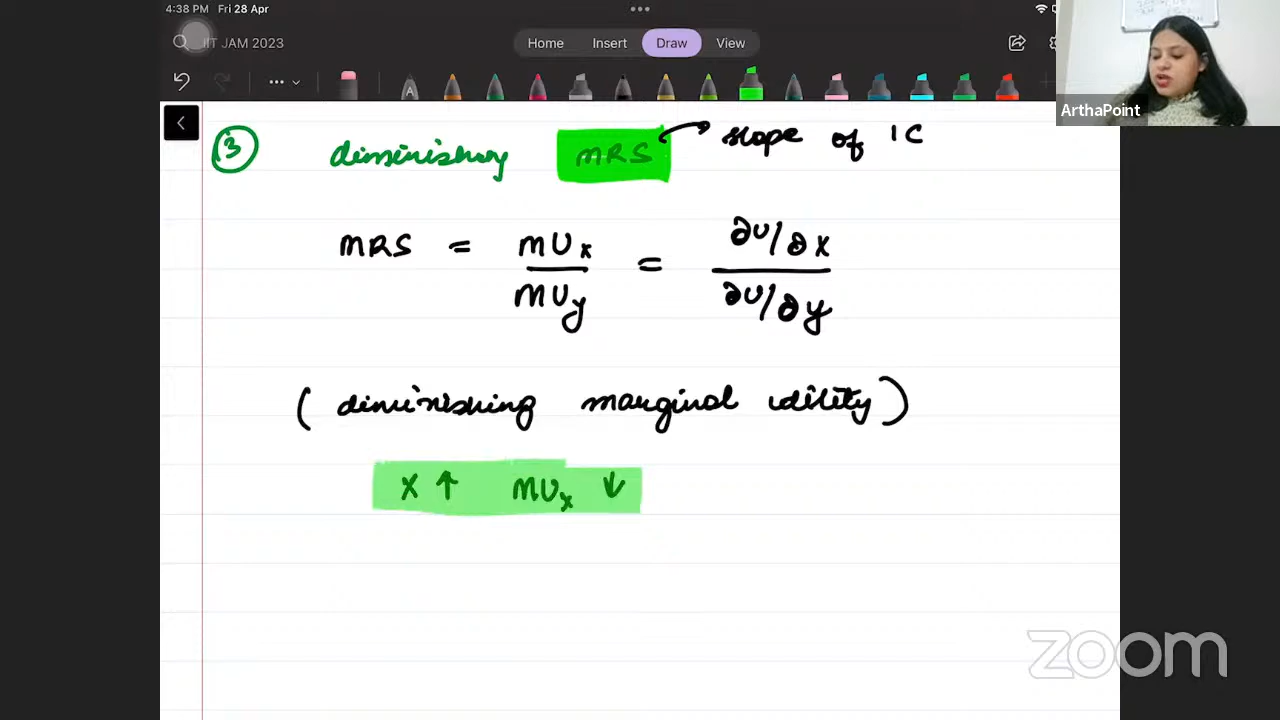 4:38 PM Fri 28 Apr
IIT JAM 2023
Home Insert Draw View
ArthaPoint
3 diminishing MRS → slope of IC
MRS = MUx / MUy = ∂U/∂x / ∂U/∂y
( diminishing marginal utility )
X ↑ MUx ↓
zoom